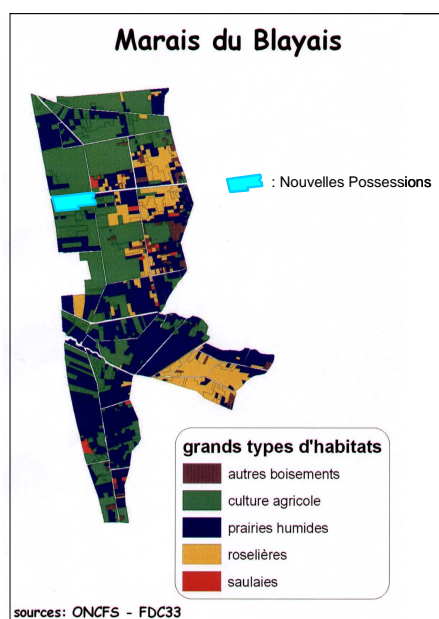 Marais du Blayais
: Nouvelles Possessions
grands types d'habitats
autres boisements
culture agricole
prairies humides
roselières
saulaies
sources: ONCFS - FDC33